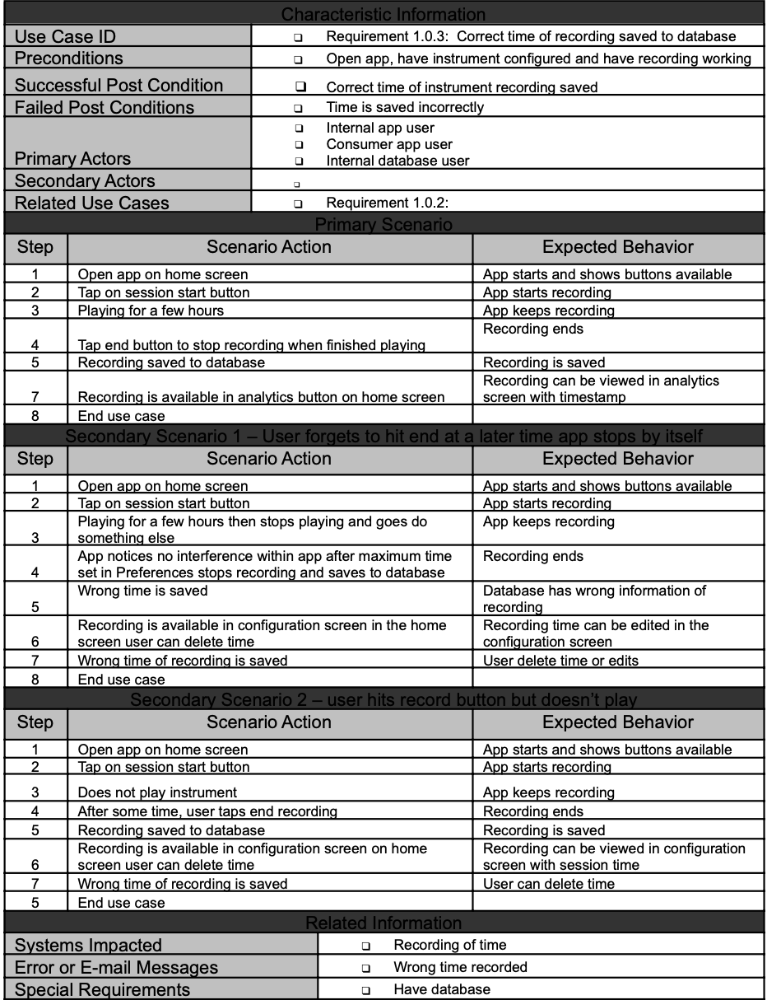 Characteristic Information
Use Case ID ❑ Requirement 1.0.3: Correct time of recording saved to database
Preconditions ❑ Open app, have instrument configured and have recording working
Successful Post Condition ❑ Correct time of instrument recording saved
Failed Post Conditions ❑ Time is saved incorrectly
❑ Internal app user
❑ Consumer app user
Primary Actors ❑ Internal database user
Secondary Actors ❑
Related Use Cases ❑ Requirement 1.0.2:
Primary Scenario
Step Scenario Action Expected Behavior
1 Open app on home screen App starts and shows buttons available
2 Tap on session start button App starts recording
3 Playing for a few hours App keeps recording
Recording ends
4 Tap end button to stop recording when finished playing
5 Recording saved to database Recording is saved
Recording can be viewed in analytics
7 Recording is available in analytics button on home screen screen with timestamp
8 End use case
Secondary Scenario 1 – User forgets to hit end at a later time app stops by itself
Step Scenario Action Expected Behavior
1 Open app on home screen App starts and shows buttons available
2 Tap on session start button App starts recording
Playing for a few hours then stops playing and goes do App keeps recording
3 something else
App notices no interference within app after maximum time Recording ends
4 set in Preferences stops recording and saves to database
Wrong time is saved Database has wrong information of
5 recording
Recording is available in configuration screen in the home Recording time can be edited in the
6 screen user can delete time configuration screen
7 Wrong time of recording is saved User delete time or edits
8 End use case
Secondary Scenario 2 – user hits record button but doesn’t play
Step Scenario Action Expected Behavior
1 Open app on home screen App starts and shows buttons available
2 Tap on session start button App starts recording
3 Does not play instrument App keeps recording
4 After some time, user taps end recording Recording ends
5 Recording saved to database Recording is saved
Recording is available in configuration screen on home Recording can be viewed in configuration
6 screen user can delete time screen with session time
7 Wrong time of recording is saved User can delete time
5 End use case
Related Information
Systems Impacted ❑ Recording of time
Error or E-mail Messages ❑ Wrong time recorded
Special Requirements ❑ Have database